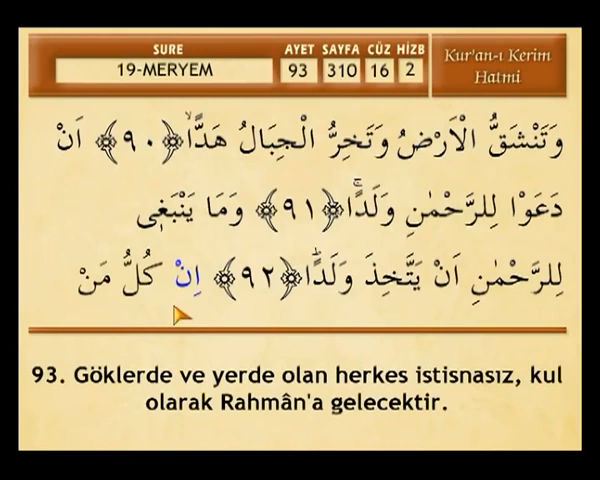 SURE AYET SAYFA CÜZ HİZB
19-MERYEM 93 310 16 2
Kur'an-ı Kerim
Hatmi
وَتَنْشَقُّ الْاَرْضُ وَتَخِرُّ الْجِبَالُ هَدًّاۙ ﴿٩٠﴾ اَنْ
دَعَوْا لِلرَّحْمٰنِ وَلَدًاۚ ﴿٩١﴾ وَمَا يَنْبَغٖى
لِلرَّحْمٰنِ اَنْ يَتَّخِذَ وَلَدًاؕ ﴿٩٢﴾ اِنْ كُلُّ مَنْ
93. Göklerde ve yerde olan herkes istisnasız, kul
olarak Rahmân'a gelecektir.